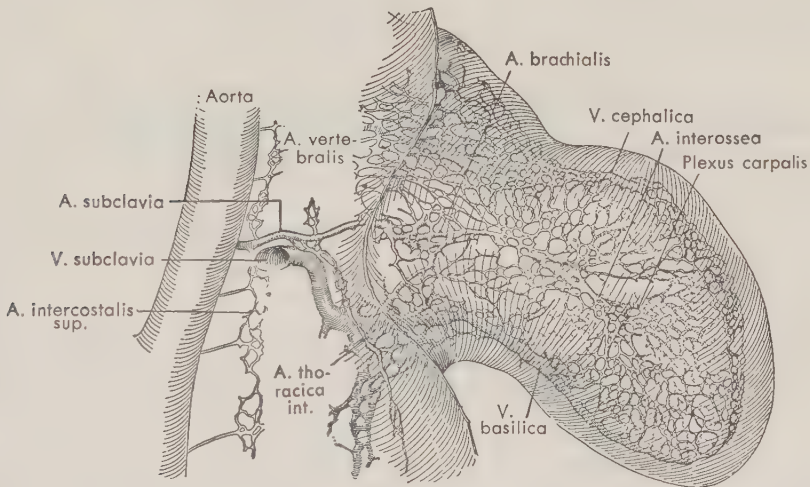 A. brachialis
Aorta
V. cephalica
A. verte-
bralis
A. interossea
Plexus carpalis
A. subclavia
V. subclavia
A. intercostalis
sup.
A. tho-
racica
int.
V.
basilica